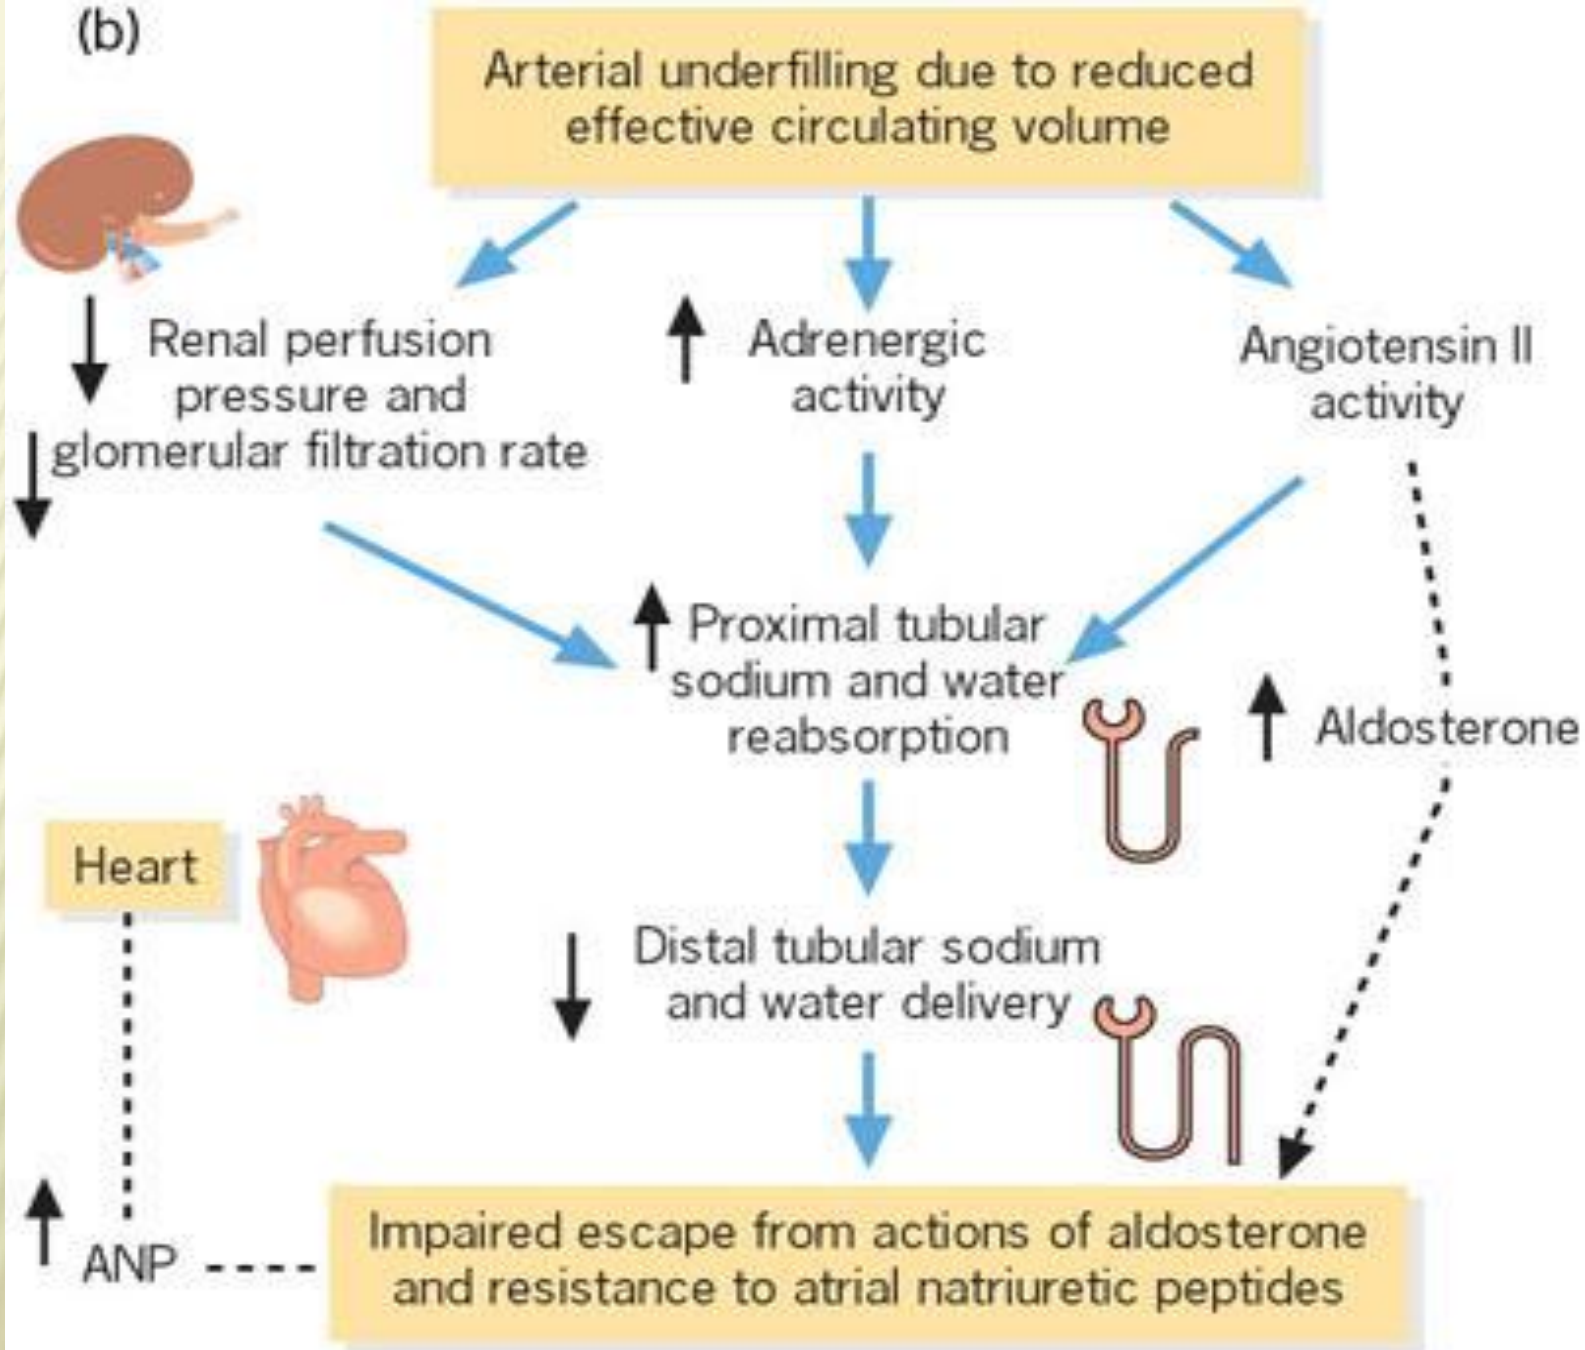 (b)
Arterial underfilling due to reduced
effective circulating volume
Renal perfusion
pressure and
glomerular filtration rate
Adrenergic
activity
Angiotensin II
activity
Proximal tubular
sodium and water
reabsorption
Aldosterone
Heart
Distal tubular sodium
and water delivery
ANP
Impaired escape from actions of aldosterone
and resistance to atrial natriuretic peptides